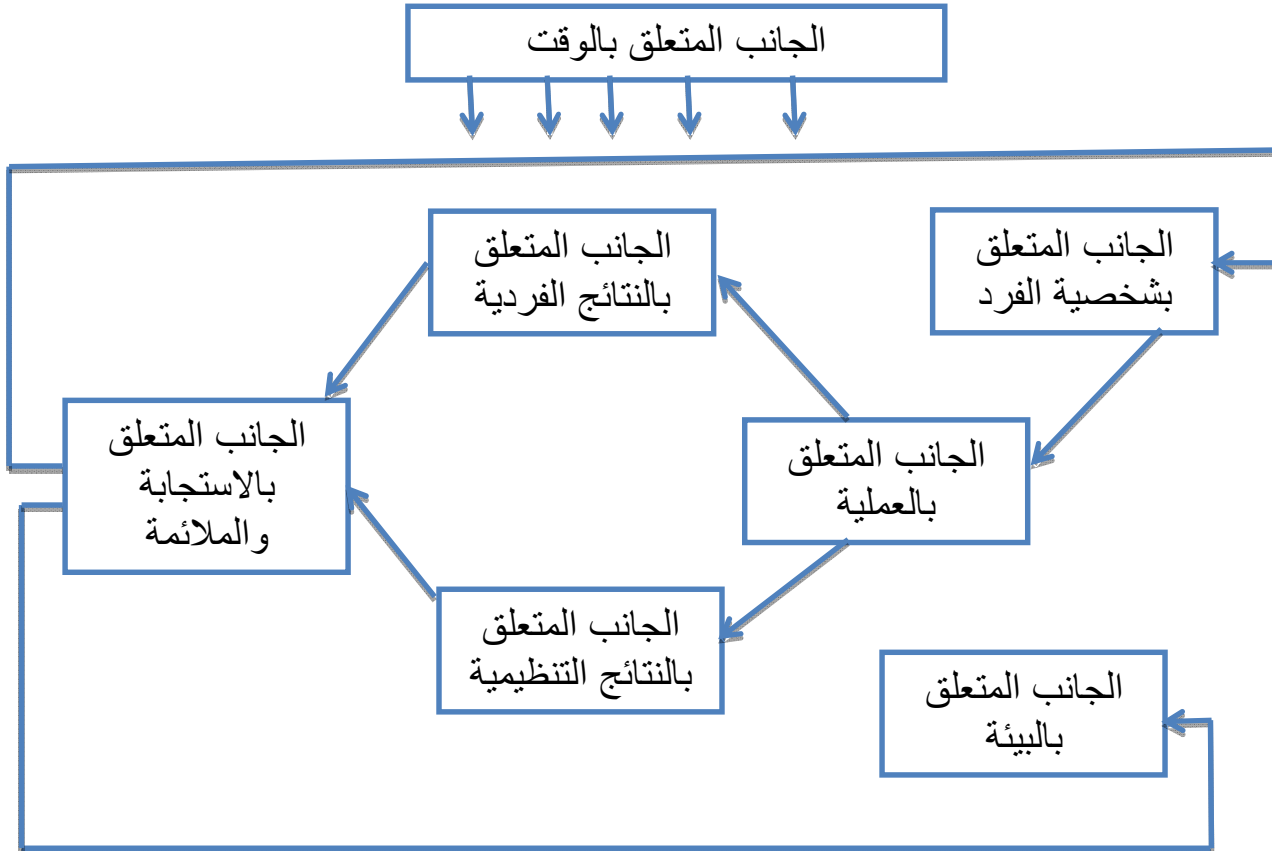 الجانب المتعلق بالوقت
الجانب المتعلق
بشخصية الفرد
الجانب المتعلق
بالنتائج الفردية
الجانب المتعلق
بالعملية
الجانب المتعلق
بالاستجابة
والملائمة
الجانب المتعلق
بالنتائج التنظيمية
الجانب المتعلق
بالبيئة